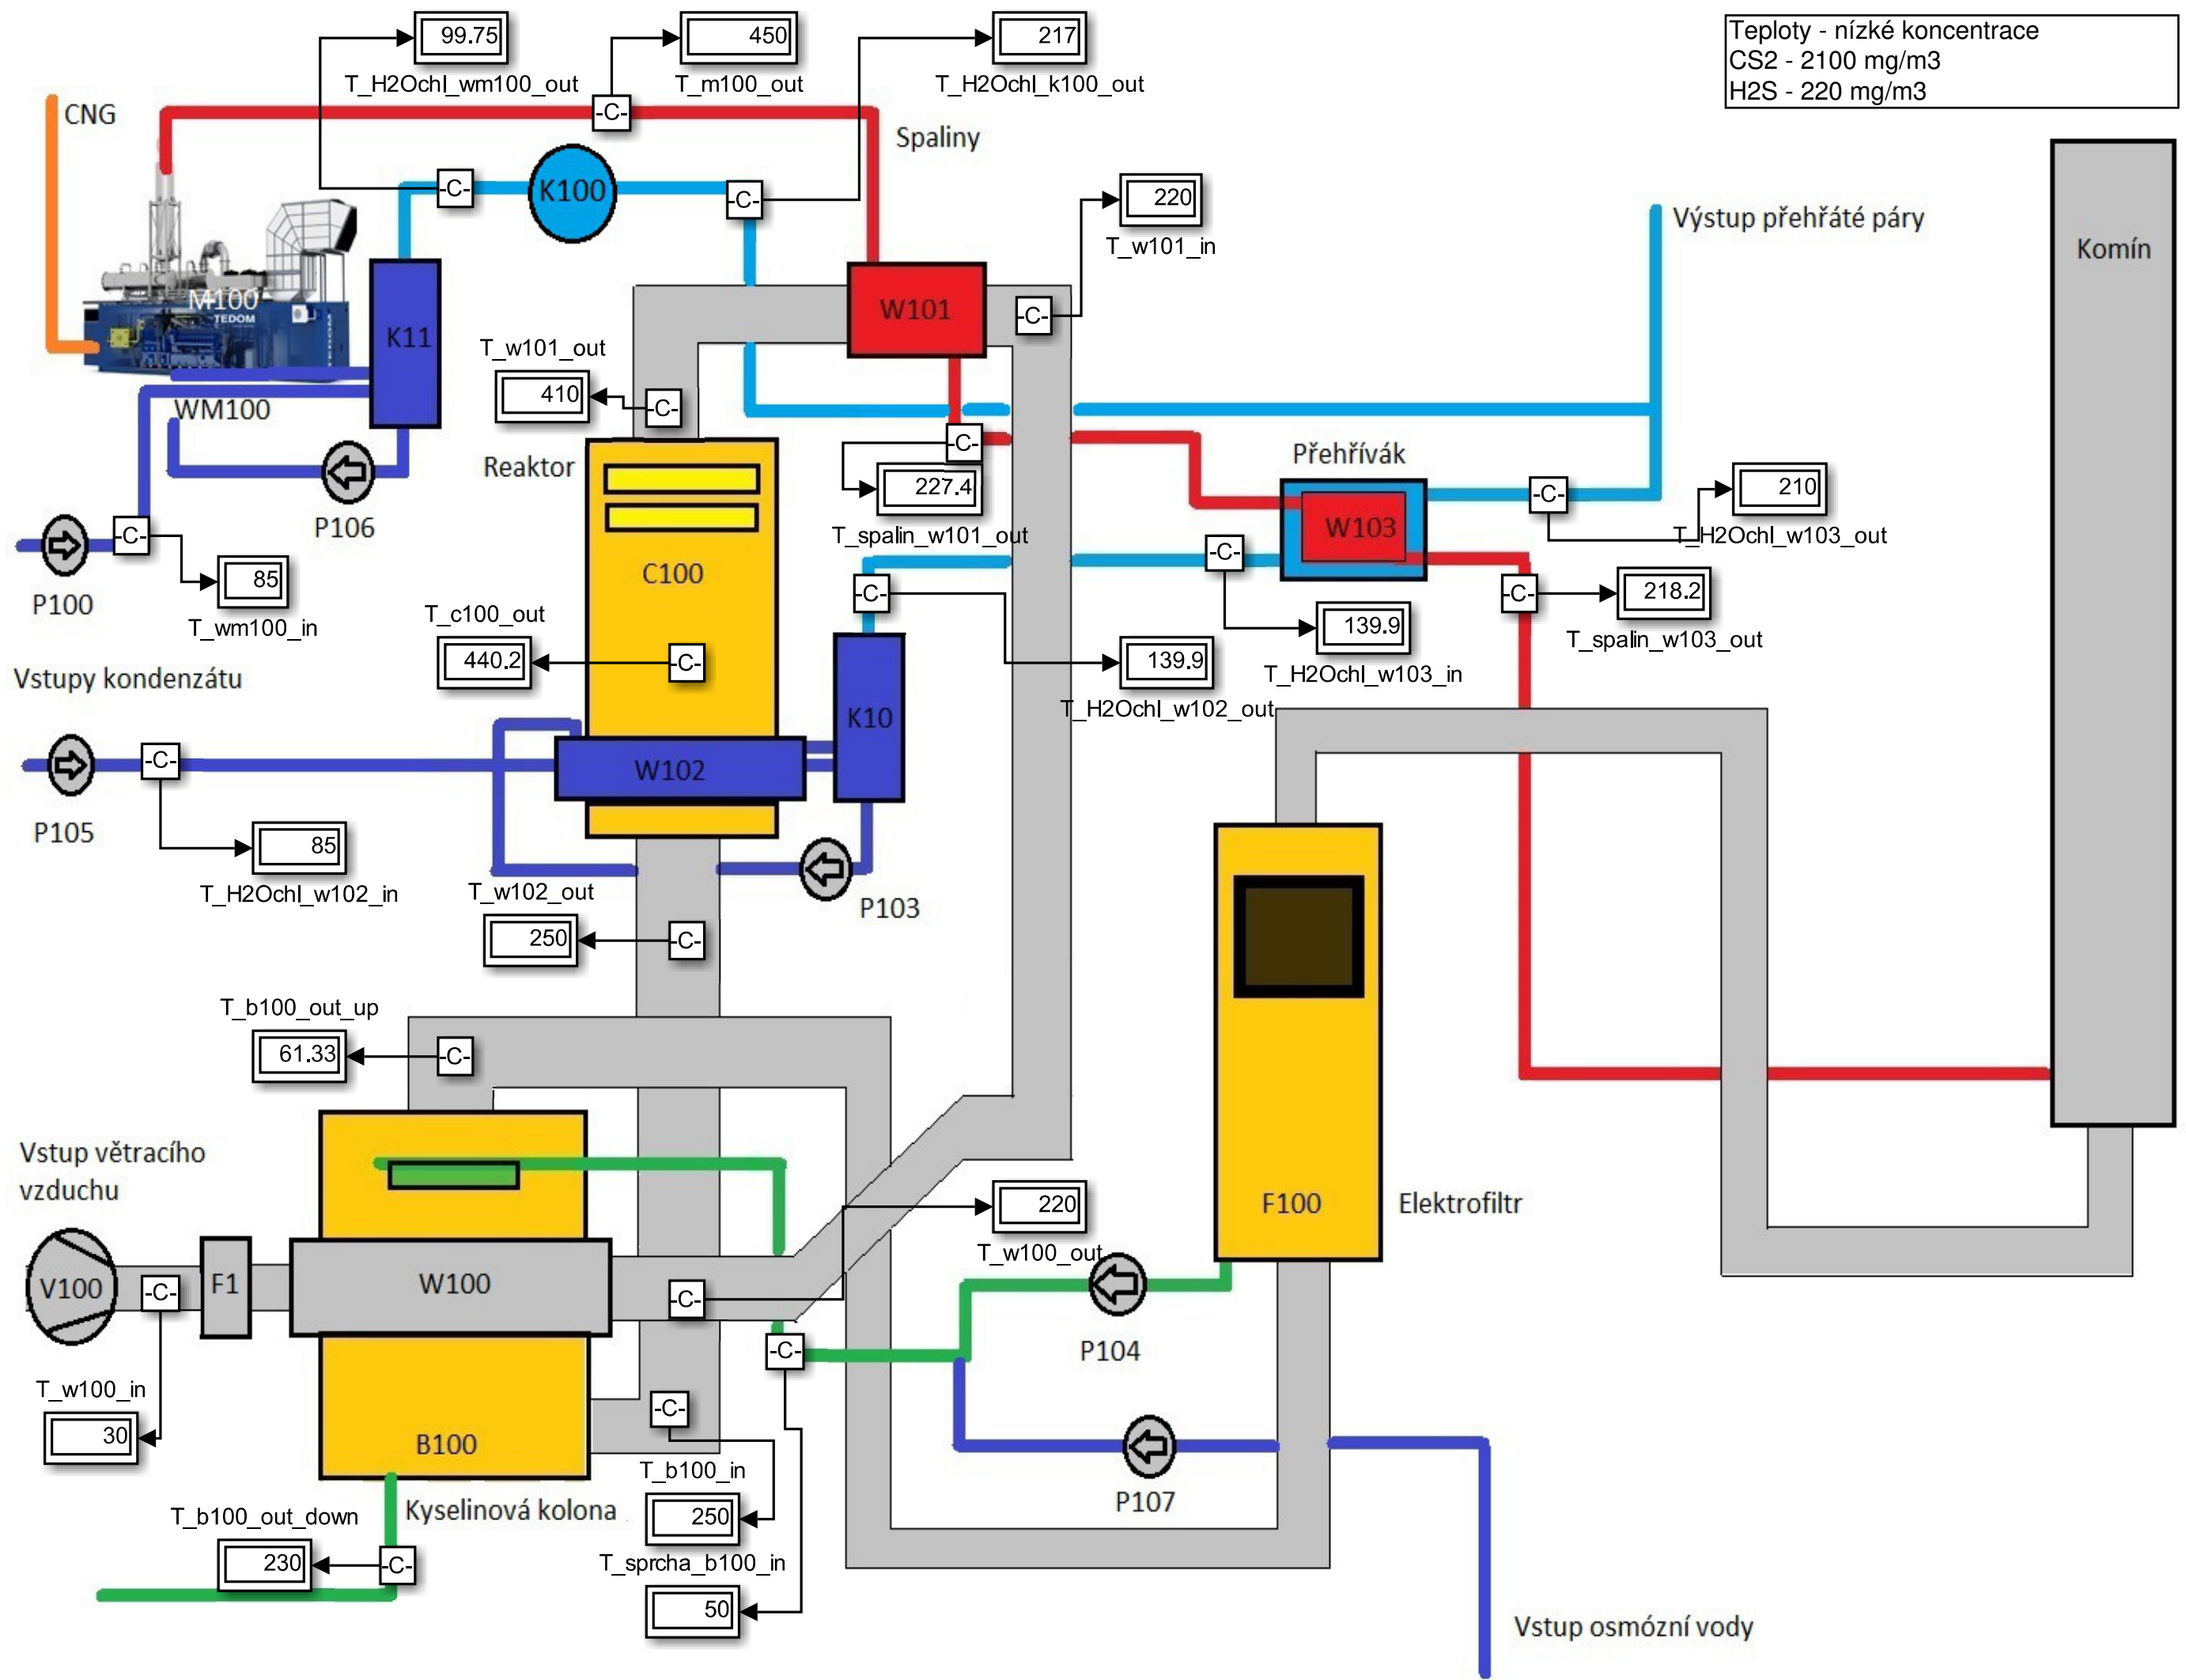 99.75
T_H2Ochl_wm100_out
450
T_m100_out
217
T_H2Ochl_k100_out
Teploty - nízké koncentrace
CS2 - 2100 mg/m3
H2S - 220 mg/m3
CNG
-C-
Spaliny
-C-
K100
-C-
220
T_w101_in
Výstup přehřáté páry
Komín
M100
TEDOM
K11
W101
-C-
T_w101_out
410
-C-
WM100
Reaktor
-C-
227.4
T_spalin_w101_out
Přehřívák
W103
-C-
210
T_H2Ochl_w103_out
P106
-C-
P100
85
T_wm100_in
C100
-C-
-C-
139.9
T_H2Ochl_w103_in
-C-
218.2
T_spalin_w103_out
T_c100_out
440.2
-C-
139.9
T_H2Ochl_w102_out
Vstupy kondenzátu
K10
-C-
W102
P105
85
T_H2Ochl_w102_in
T_w102_out
250
-C-
P103
T_b100_out_up
61.33
-C-
Vstup větracího
vzduchu
220
T_w100_out
F100
Elektrofiltr
V100
-C-
F1
W100
-C-
-C-
P104
T_w100_in
30
B100
-C-
T_b100_in
250
P107
Kyselinová kolona
T_b100_out_down
230
-C-
T_sprcha_b100_in
50
Vstup osmózní vody